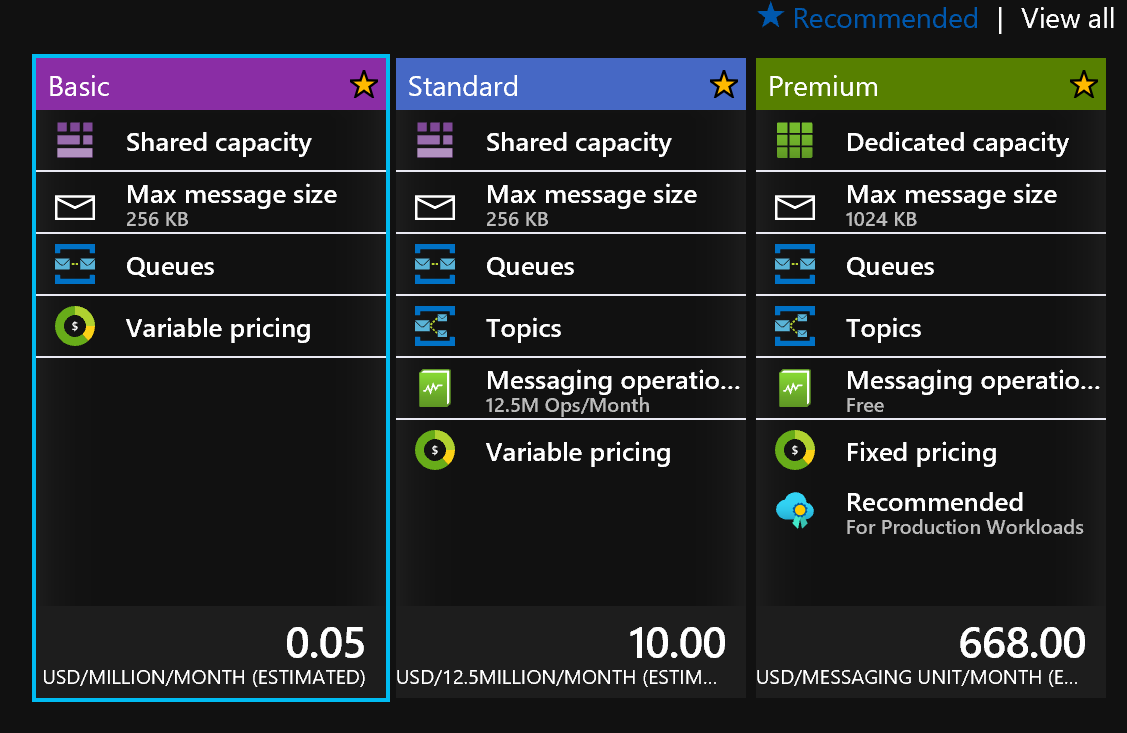 Recommended | View all
Basic
Shared capacity
Max message size
256 KB
Queues
Variable pricing
0.05
USD/MILLION/MONTH (ESTIMATED)
Standard
Shared capacity
Max message size
256 KB
Queues
Topics
Messaging operatio...
12.5M Ops/Month
Variable pricing
10.00
USD/12.5MILLION/MONTH (ESTIM...
Premium
Dedicated capacity
Max message size
1024 KB
Queues
Topics
Messaging operatio...
Free
Fixed pricing
Recommended
For Production Workloads
668.00
USD/MESSAGING UNIT/MONTH (E...